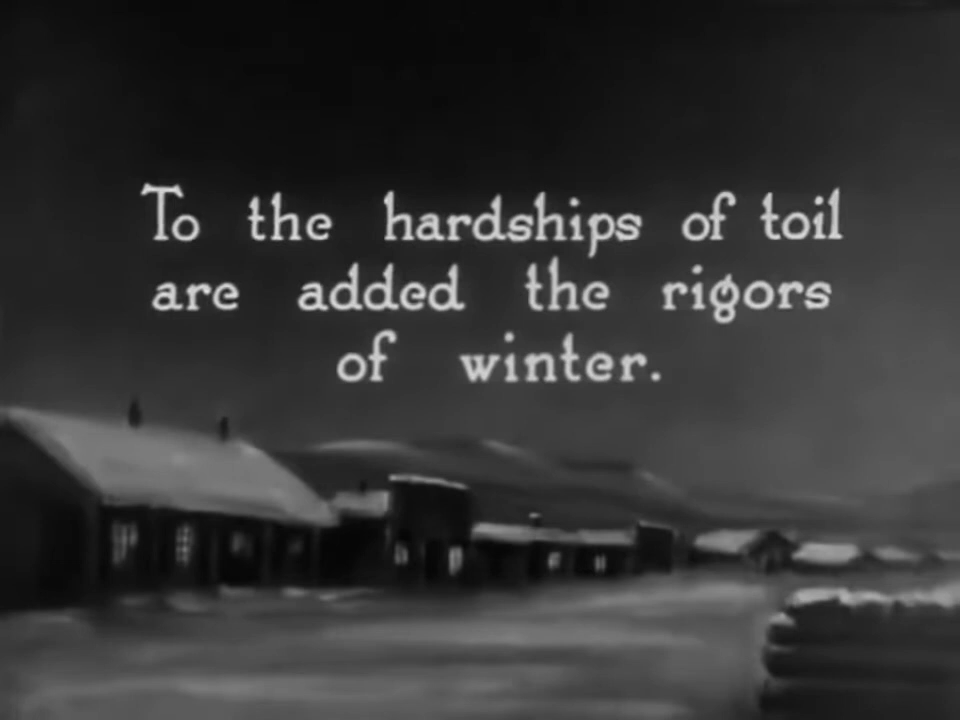 To the hardships of toil
are added the rigors
of winter.